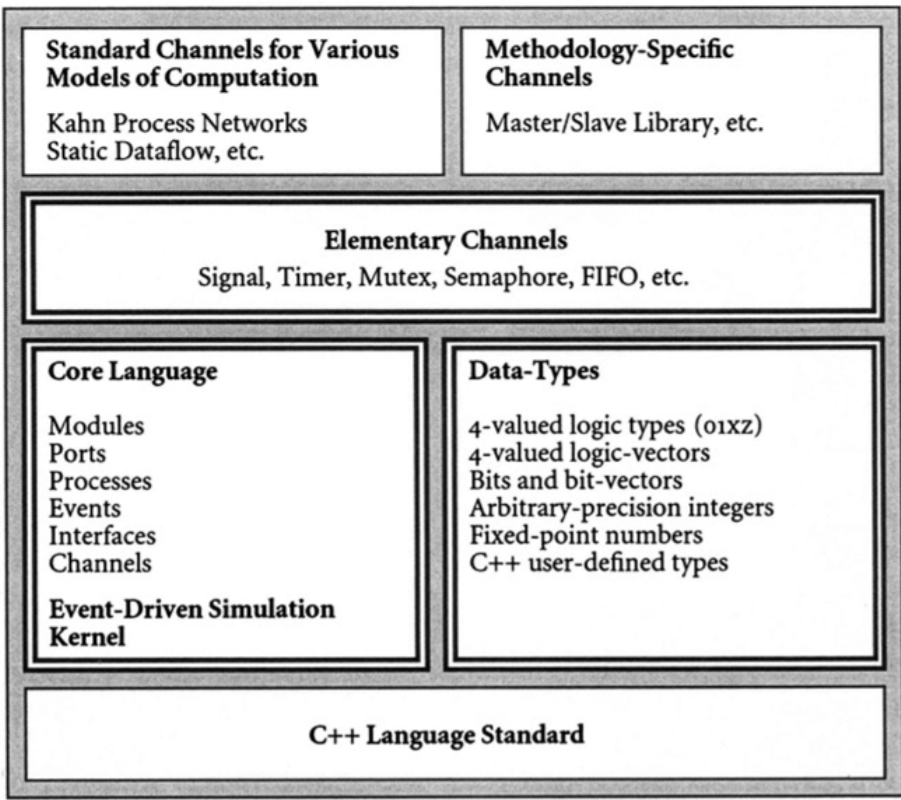 Standard Channels for Various
Models of Computation
Kahn Process Networks
Static Dataflow, etc.
Methodology-Specific
Channels
Master/Slave Library, etc.
Elementary Channels
Signal, Timer, Mutex, Semaphore, FIFO, etc.
Core Language
Modules
Ports
Processes
Events
Interfaces
Channels
Event-Driven Simulation
Kernel
Data-Types
4-valued logic types (01XZ)
4-valued logic-vectors
Bits and bit-vectors
Arbitrary-precision integers
Fixed-point numbers
C++ user-defined types
C++ Language Standard